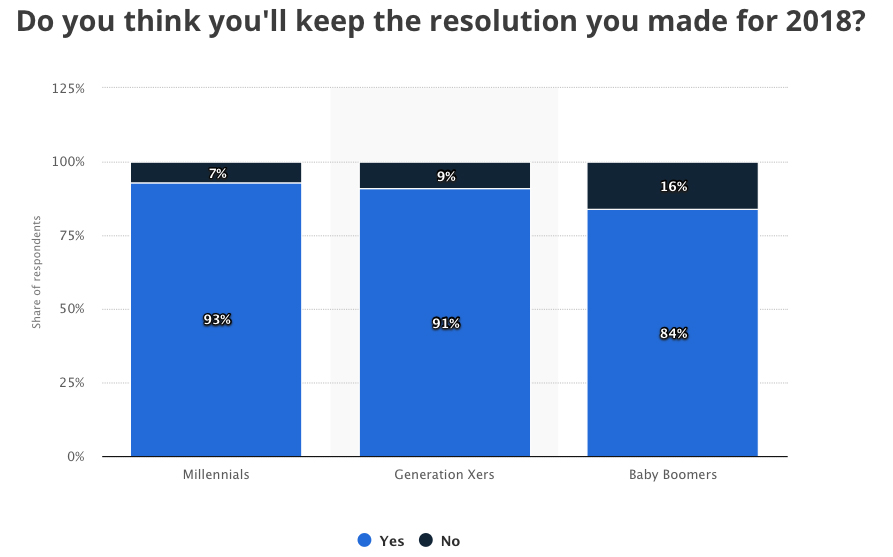 Do you think you'll keep the resolution you made for 2018?
125%
100%
75%
50%
25%
0%
Share of respondents
7%
9%
16%
93%
91%
84%
Millennials
Generation Xers
Baby Boomers
Yes
No